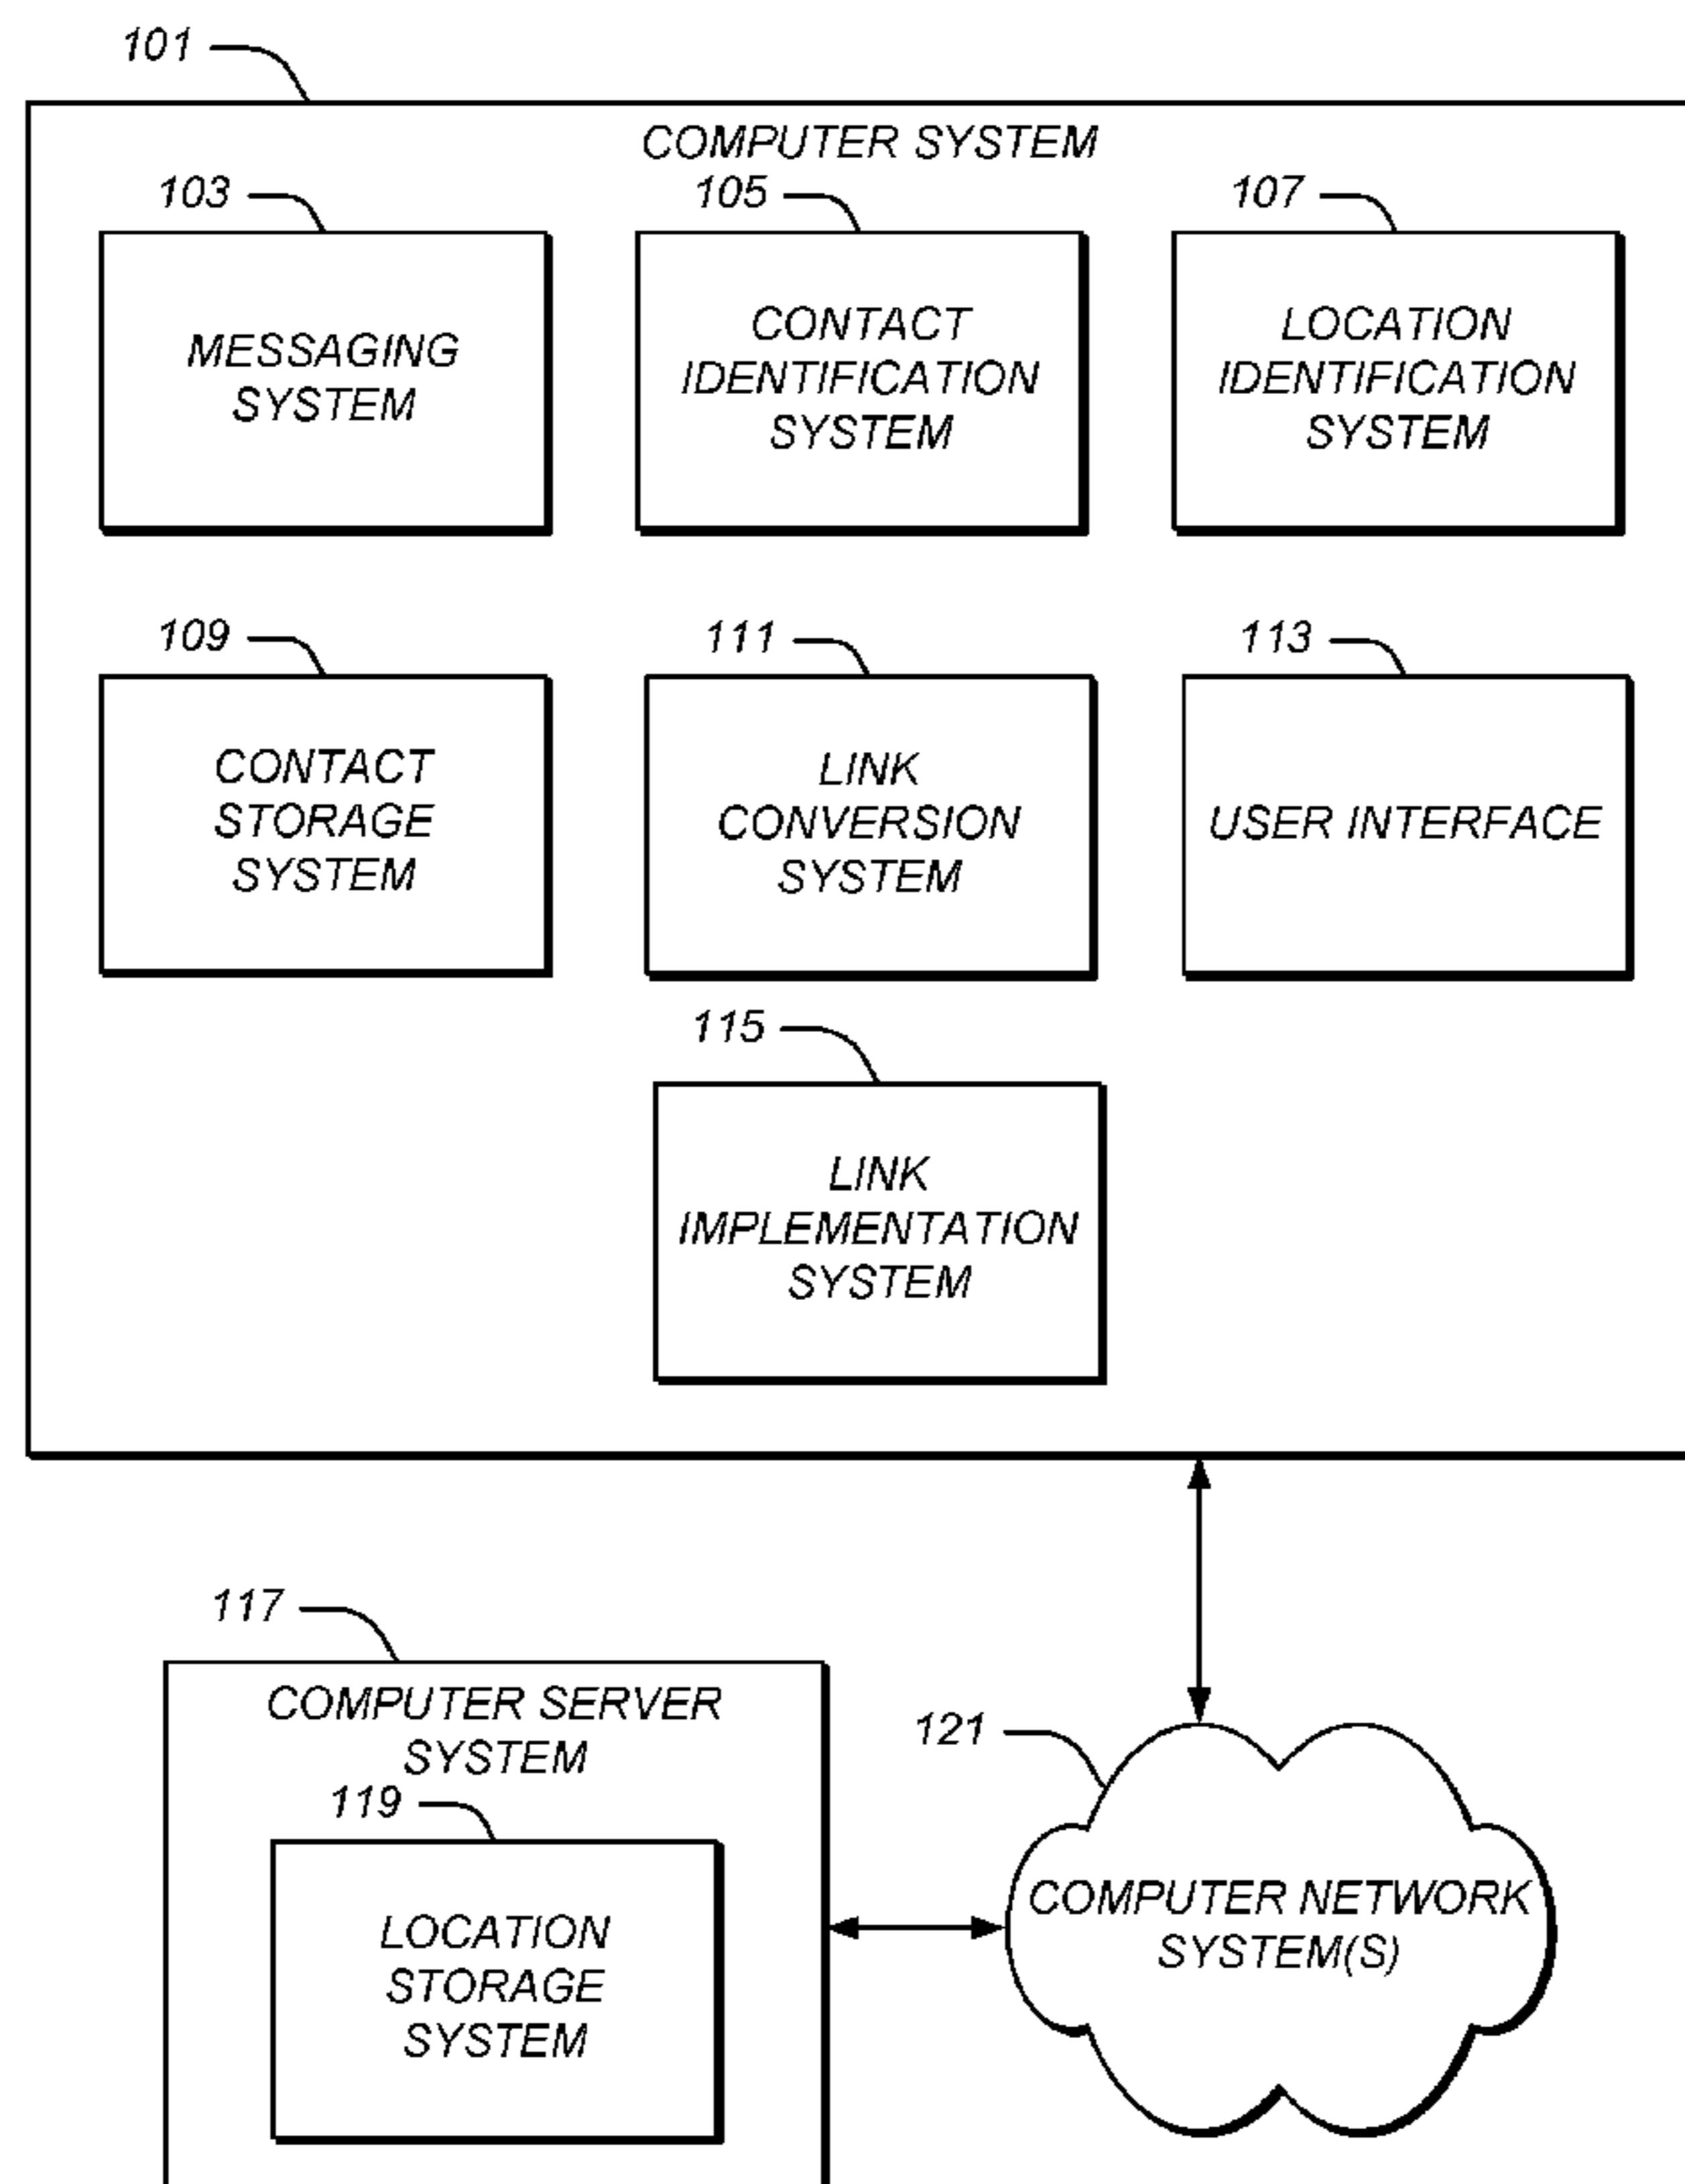 101
COMPUTER SYSTEM
103
105
107
MESSAGING
SYSTEM
CONTACT
IDENTIFICATION
SYSTEM
LOCATION
IDENTIFICATION
SYSTEM
109
111
113
CONTACT
STORAGE
SYSTEM
LINK
CONVERSION
SYSTEM
USER INTERFACE
115
LINK
IMPLEMENTATION
SYSTEM
117
COMPUTER SERVER
SYSTEM
119
LOCATION
STORAGE
SYSTEM
121
COMPUTER NETWORK
SYSTEM(S)